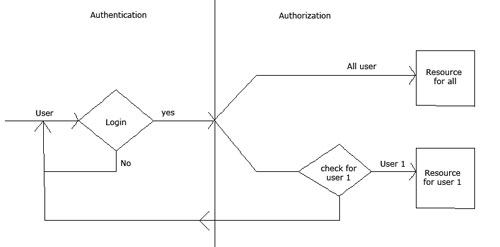 Authentication
Authorization
All user
Resource
for all
User
Login
yes
No
check for
user 1
User 1
Resource
for user 1